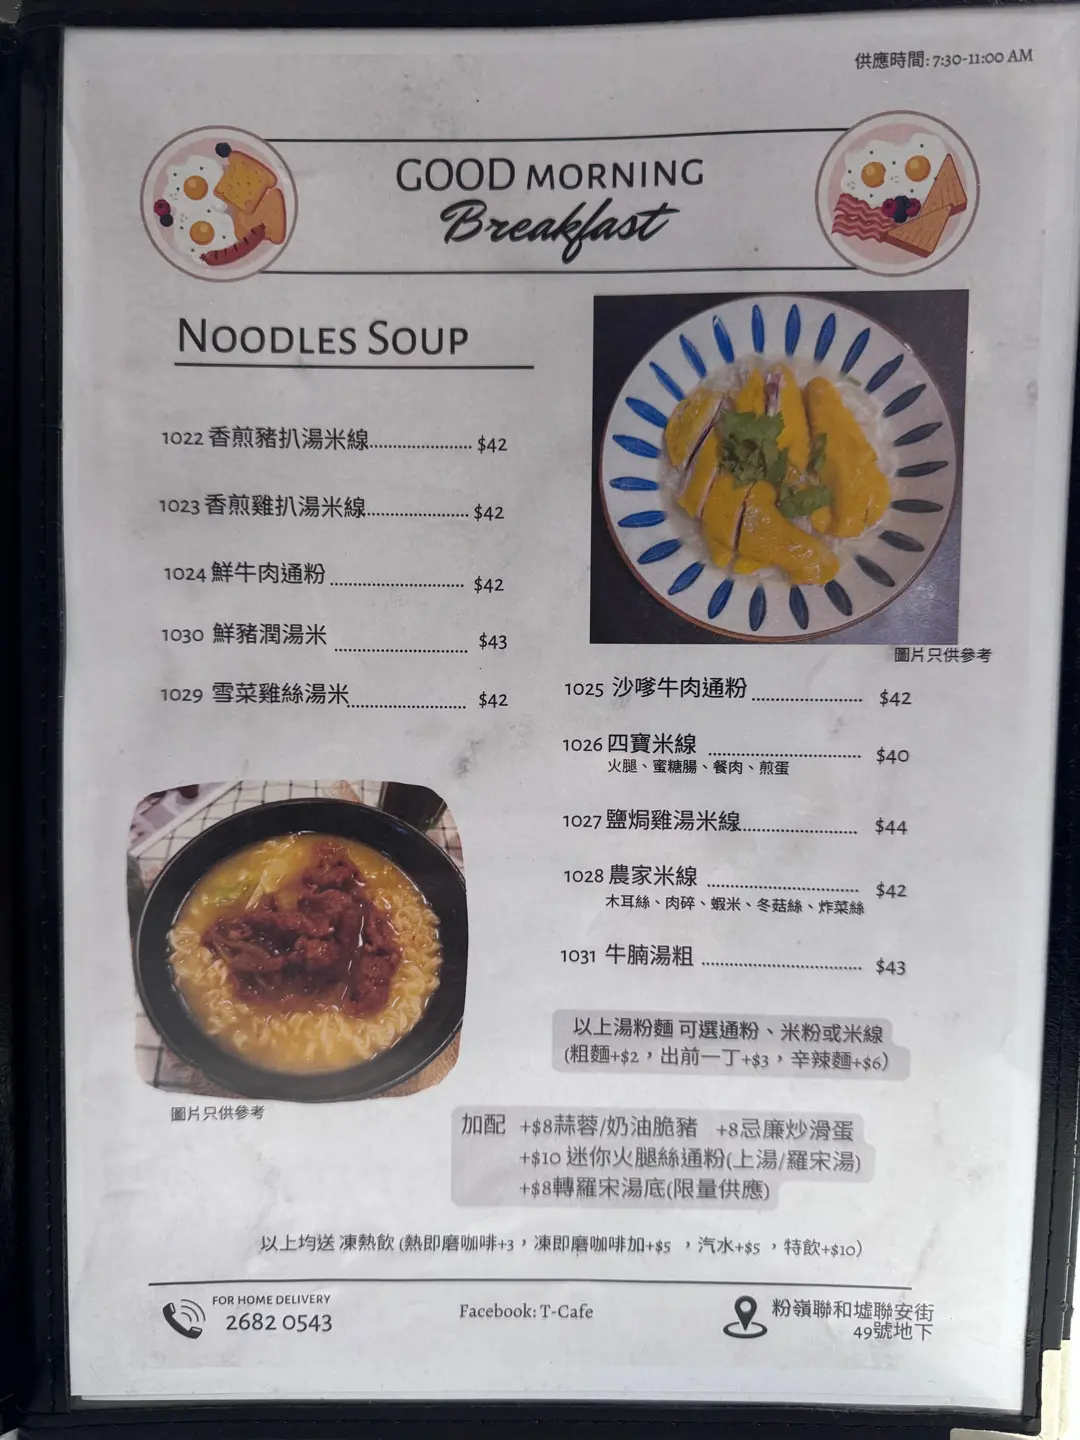 供應時間: 7:30-11:00 AM
GOOD MORNING
Breakfast
NOODLES SOUP
1022 香煎豬扒湯米線.................... $42
1023 香煎雞扒湯米線.................... $42
1024 鮮牛肉通粉 .......................... $42
1030 鮮豬潤湯米 .......................... $43
1029 雪菜雞絲湯米....................... $42
圖片只供參考
圖片只供參考
1025 沙嗲牛肉通粉 ..................... $42
1026 四寶米線 ............................. $40
火腿、蜜糖腸、餐肉、煎蛋
1027 鹽焗雞湯米線....................... $44
1028 農家米線 ............................. $42
木耳絲、肉碎、蝦米、冬菇絲、炸菜絲
1031 牛腩湯粗 .............................. $43
以上湯粉麵 可選通粉、米粉或米線
(粗麵+$2，出前一丁+$3，辛辣麵+$6)
加配 +$8蒜蓉/奶油脆豬 +8忌廉炒滑蛋
+$10 迷你火腿絲通粉(上湯/羅宋湯)
+$8轉羅宋湯底(限量供應)
以上均送 凍熱飲 (熱即磨咖啡+3，凍即磨咖啡加+$5 ，汽水+$5 ，特飲+$10)
FOR HOME DELIVERY
2682 0543
Facebook: T-Cafe
粉嶺聯和墟聯安街
49號地下